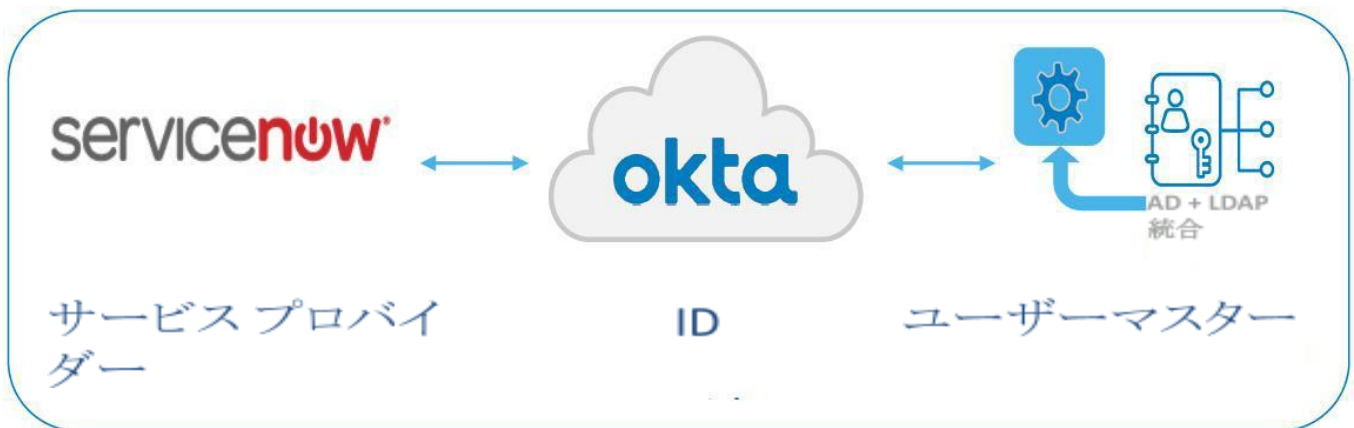 servicenow
okta
AD + LDAP
統合
サービス プロバイ
ダー
ID
ユーザーマスター